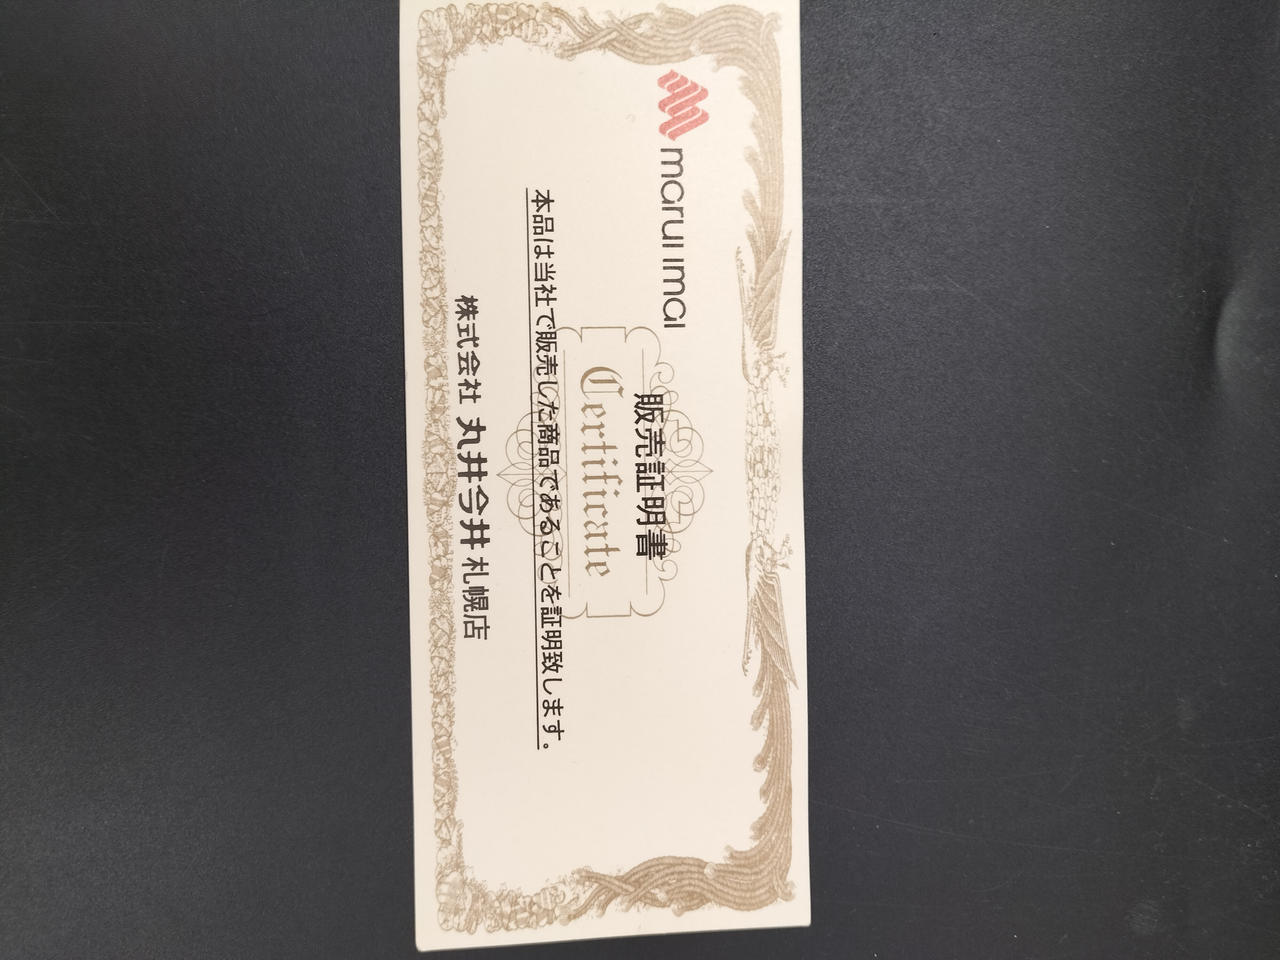 marui imai
販売証明書
Certificate
本品は当社で販売した商品であることを証明致します。
株式会社 丸井今井 札幌店